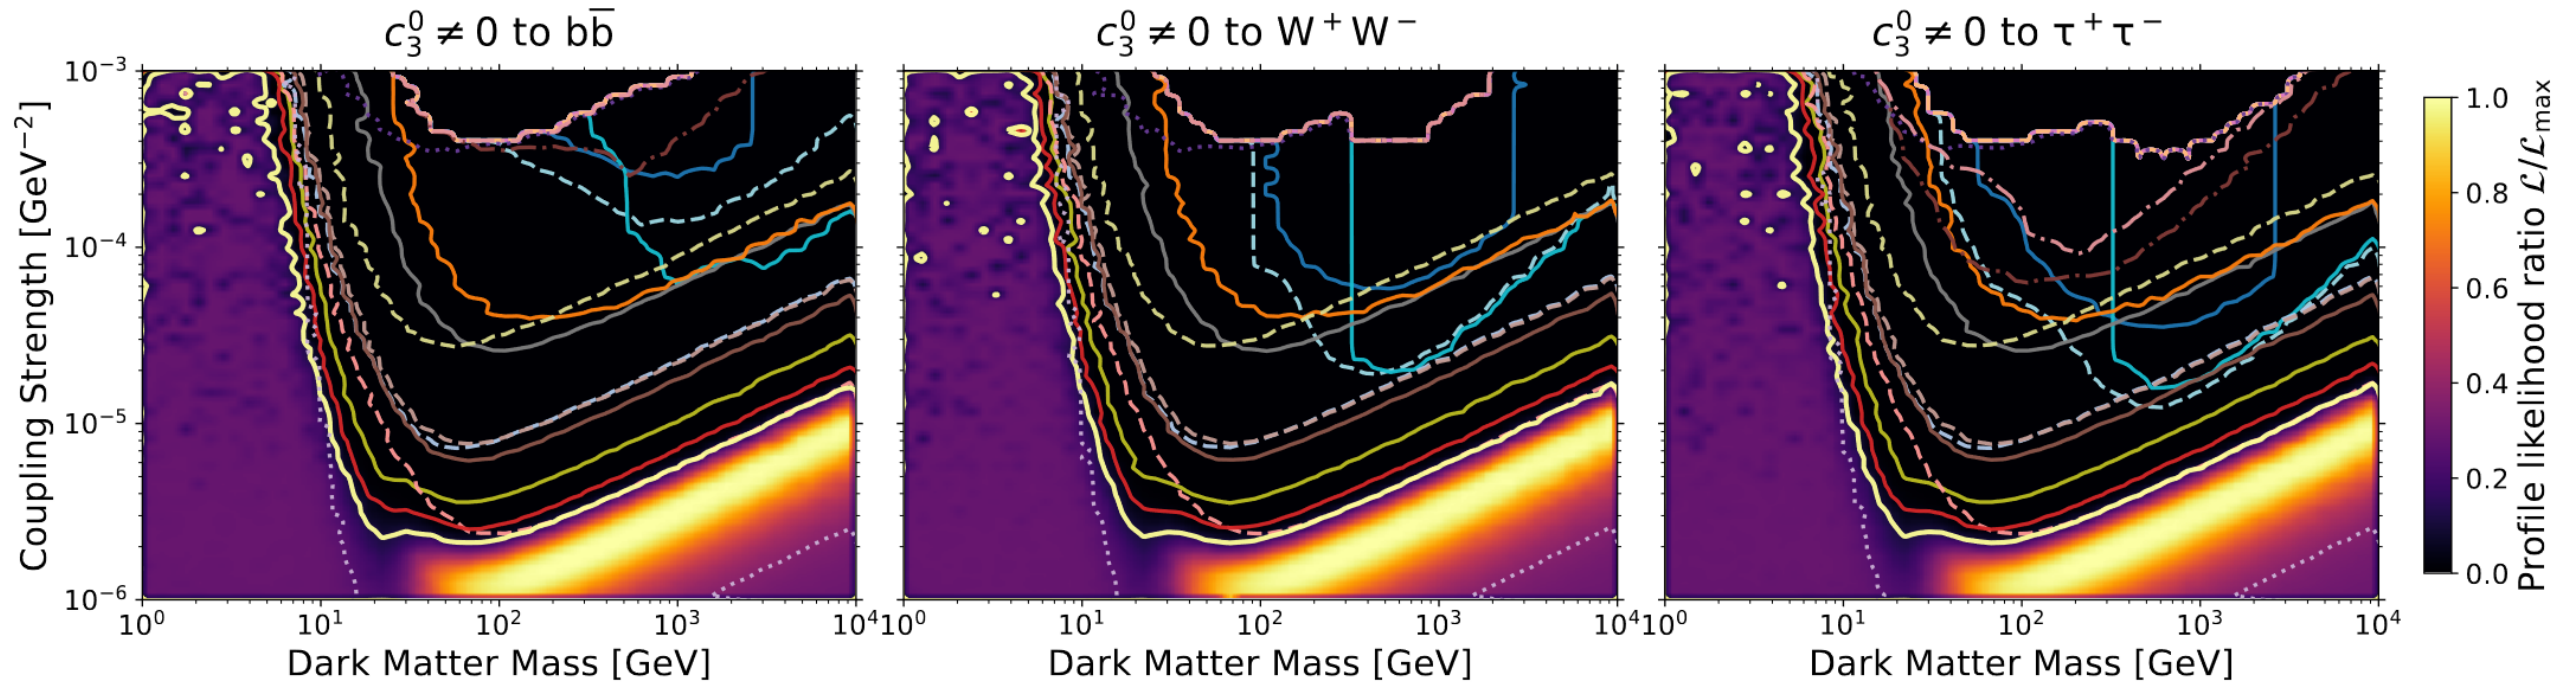 c₃⁰ ≠ 0 to bb̅
c₃⁰ ≠ 0 to W⁺W⁻
c₃⁰ ≠ 0 to τ⁺τ⁻
Coupling Strength [GeV⁻²]
10⁻³
10⁻⁴
10⁻⁵
10⁻⁶
10⁰ 10¹ 10² 10³ 10⁴
10⁰ 10¹ 10² 10³ 10⁴
10⁰ 10¹ 10² 10³ 10⁴
Dark Matter Mass [GeV]
Dark Matter Mass [GeV]
Dark Matter Mass [GeV]
1.0
0.8
0.6
0.4
0.2
0.0
Profile likelihood ratio ℒ/ℒmax